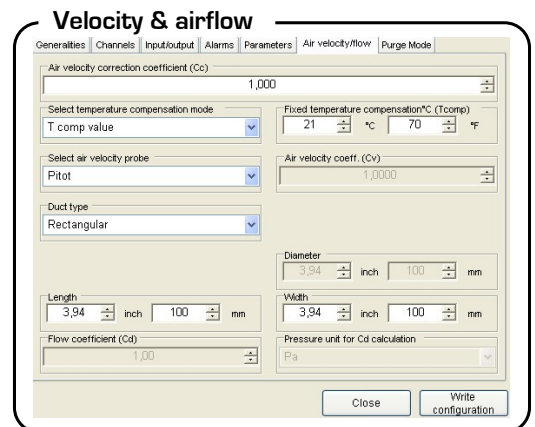 Velocity & airflow
Generalities Channels Input/output Alarms Parameters Air velocity/flow Purge Mode
Air velocity correction coefficient (Cc)
1,000
Select temperature compensation mode Fixed temperature compensation°C (Tcomp)
T comp value 21 °C 70 °F
Select air velocity probe Air velocity coeff. (Cv)
Pitot 1,0000
Duct type
Rectangular
Diameter
3,94 inch 100 mm
Length Width
3,94 inch 100 mm 3,94 inch 100 mm
Flow coefficient (Cd) Pressure unit for Cd calculation
1,00 Pa
Close Write
configuration